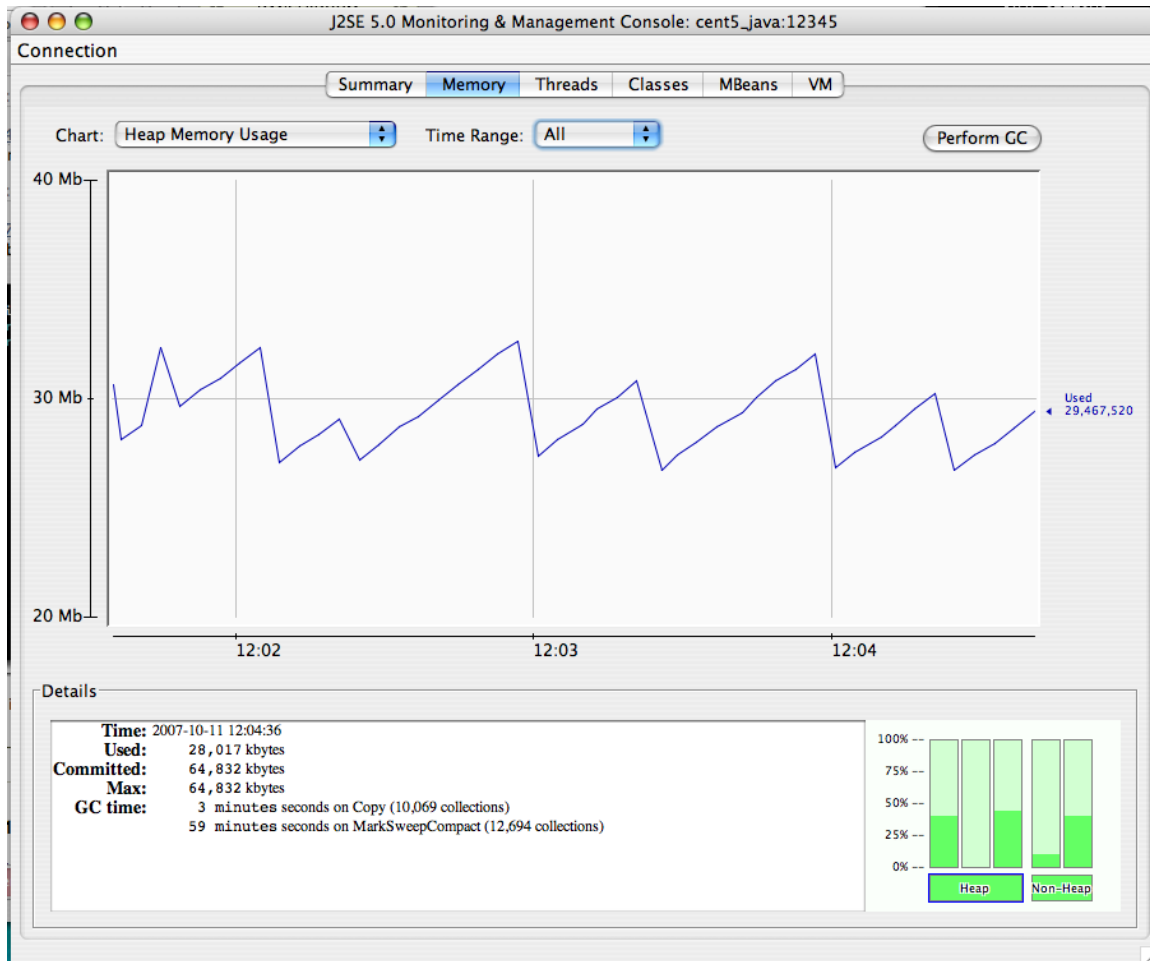 J2SE 5.0 Monitoring & Management Console: cent5_java:12345
Connection
Summary Memory Threads Classes MBeans VM
Chart: Heap Memory Usage Time Range: All Perform GC
40 Mb
30 Mb
Used
29,467,520
20 Mb
12:02 12:03 12:04
Details
Time: 2007-10-11 12:04:36
Used: 28,017 kbytes
Committed: 64,832 kbytes
Max: 64,832 kbytes
GC time: 3 minutes seconds on Copy (10,069 collections)
59 minutes seconds on MarkSweepCompact (12,694 collections)
100% --
75% --
50% --
25% --
0% --
Heap Non-Heap